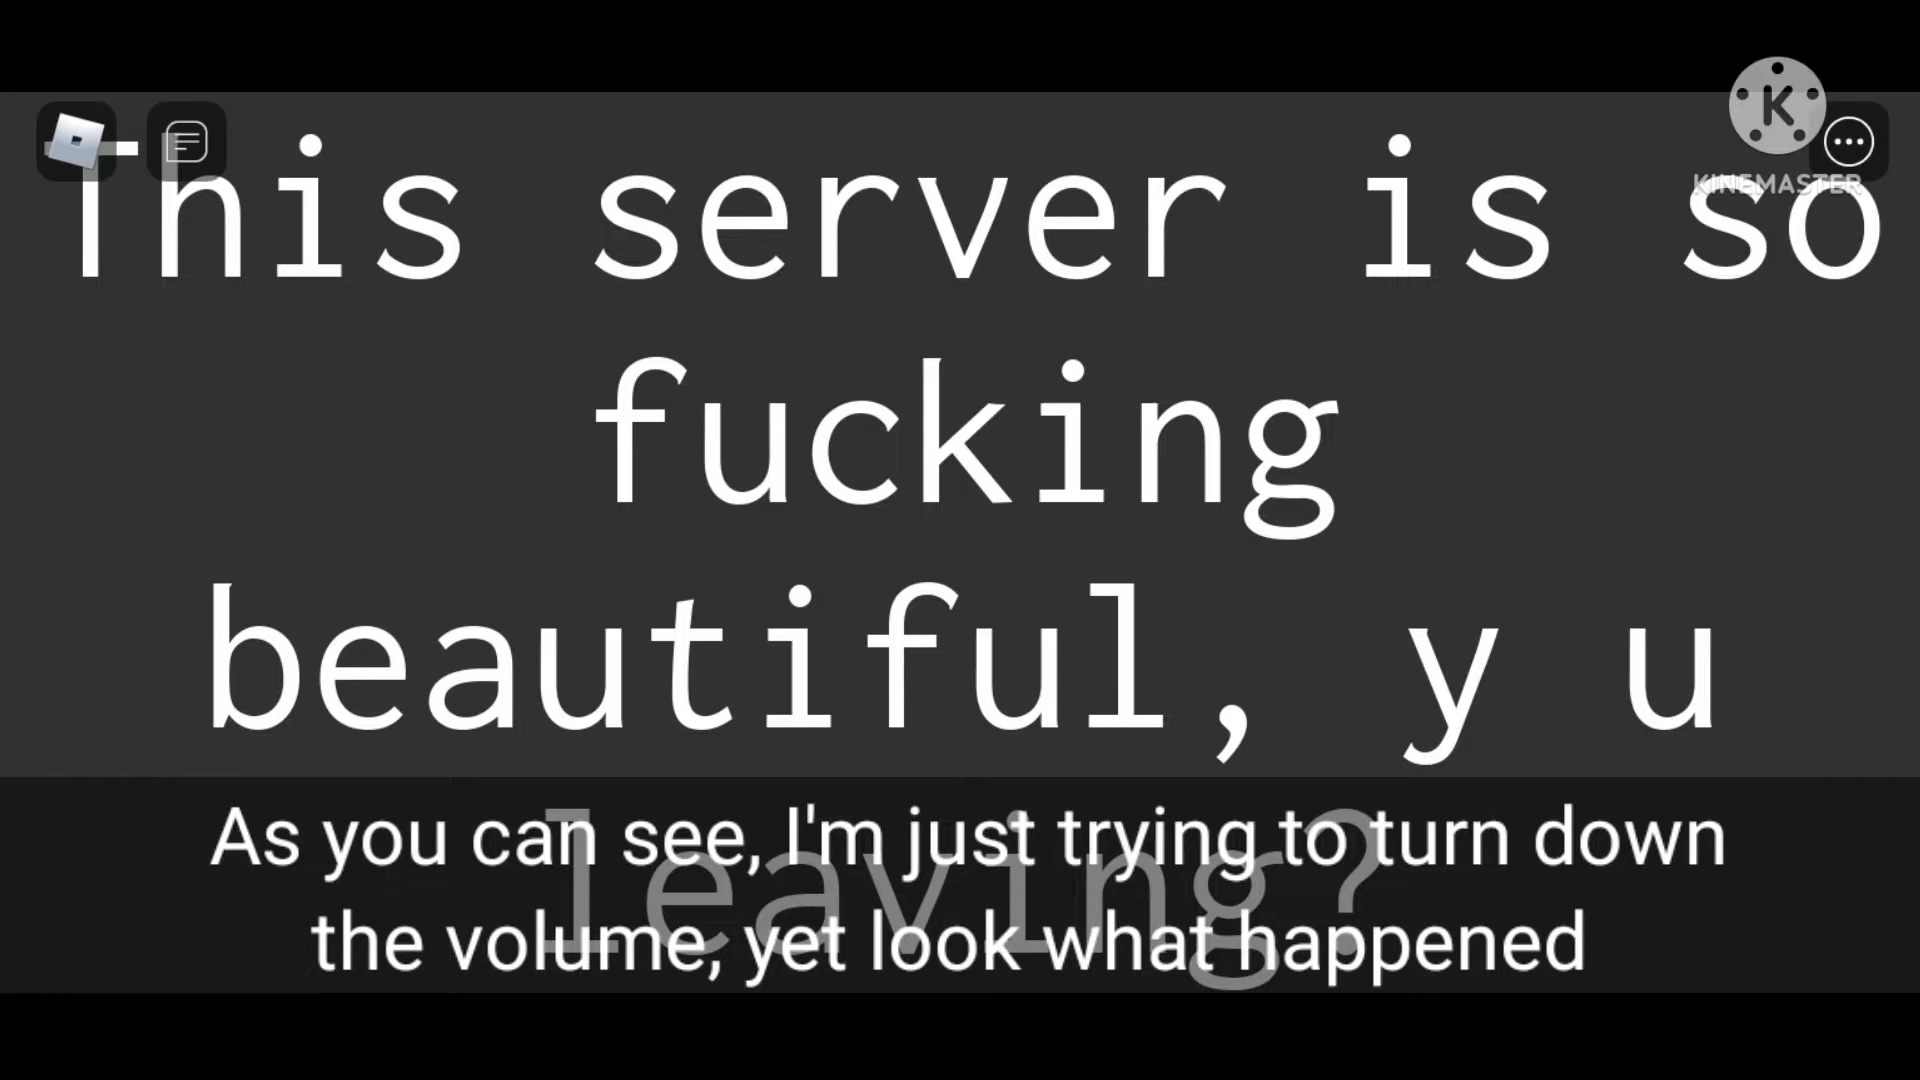 This server is so
fucking
beautiful, y u
leaving?
As you can see, I'm just trying to turn down
the volume, yet look what happened
KINEMASTER